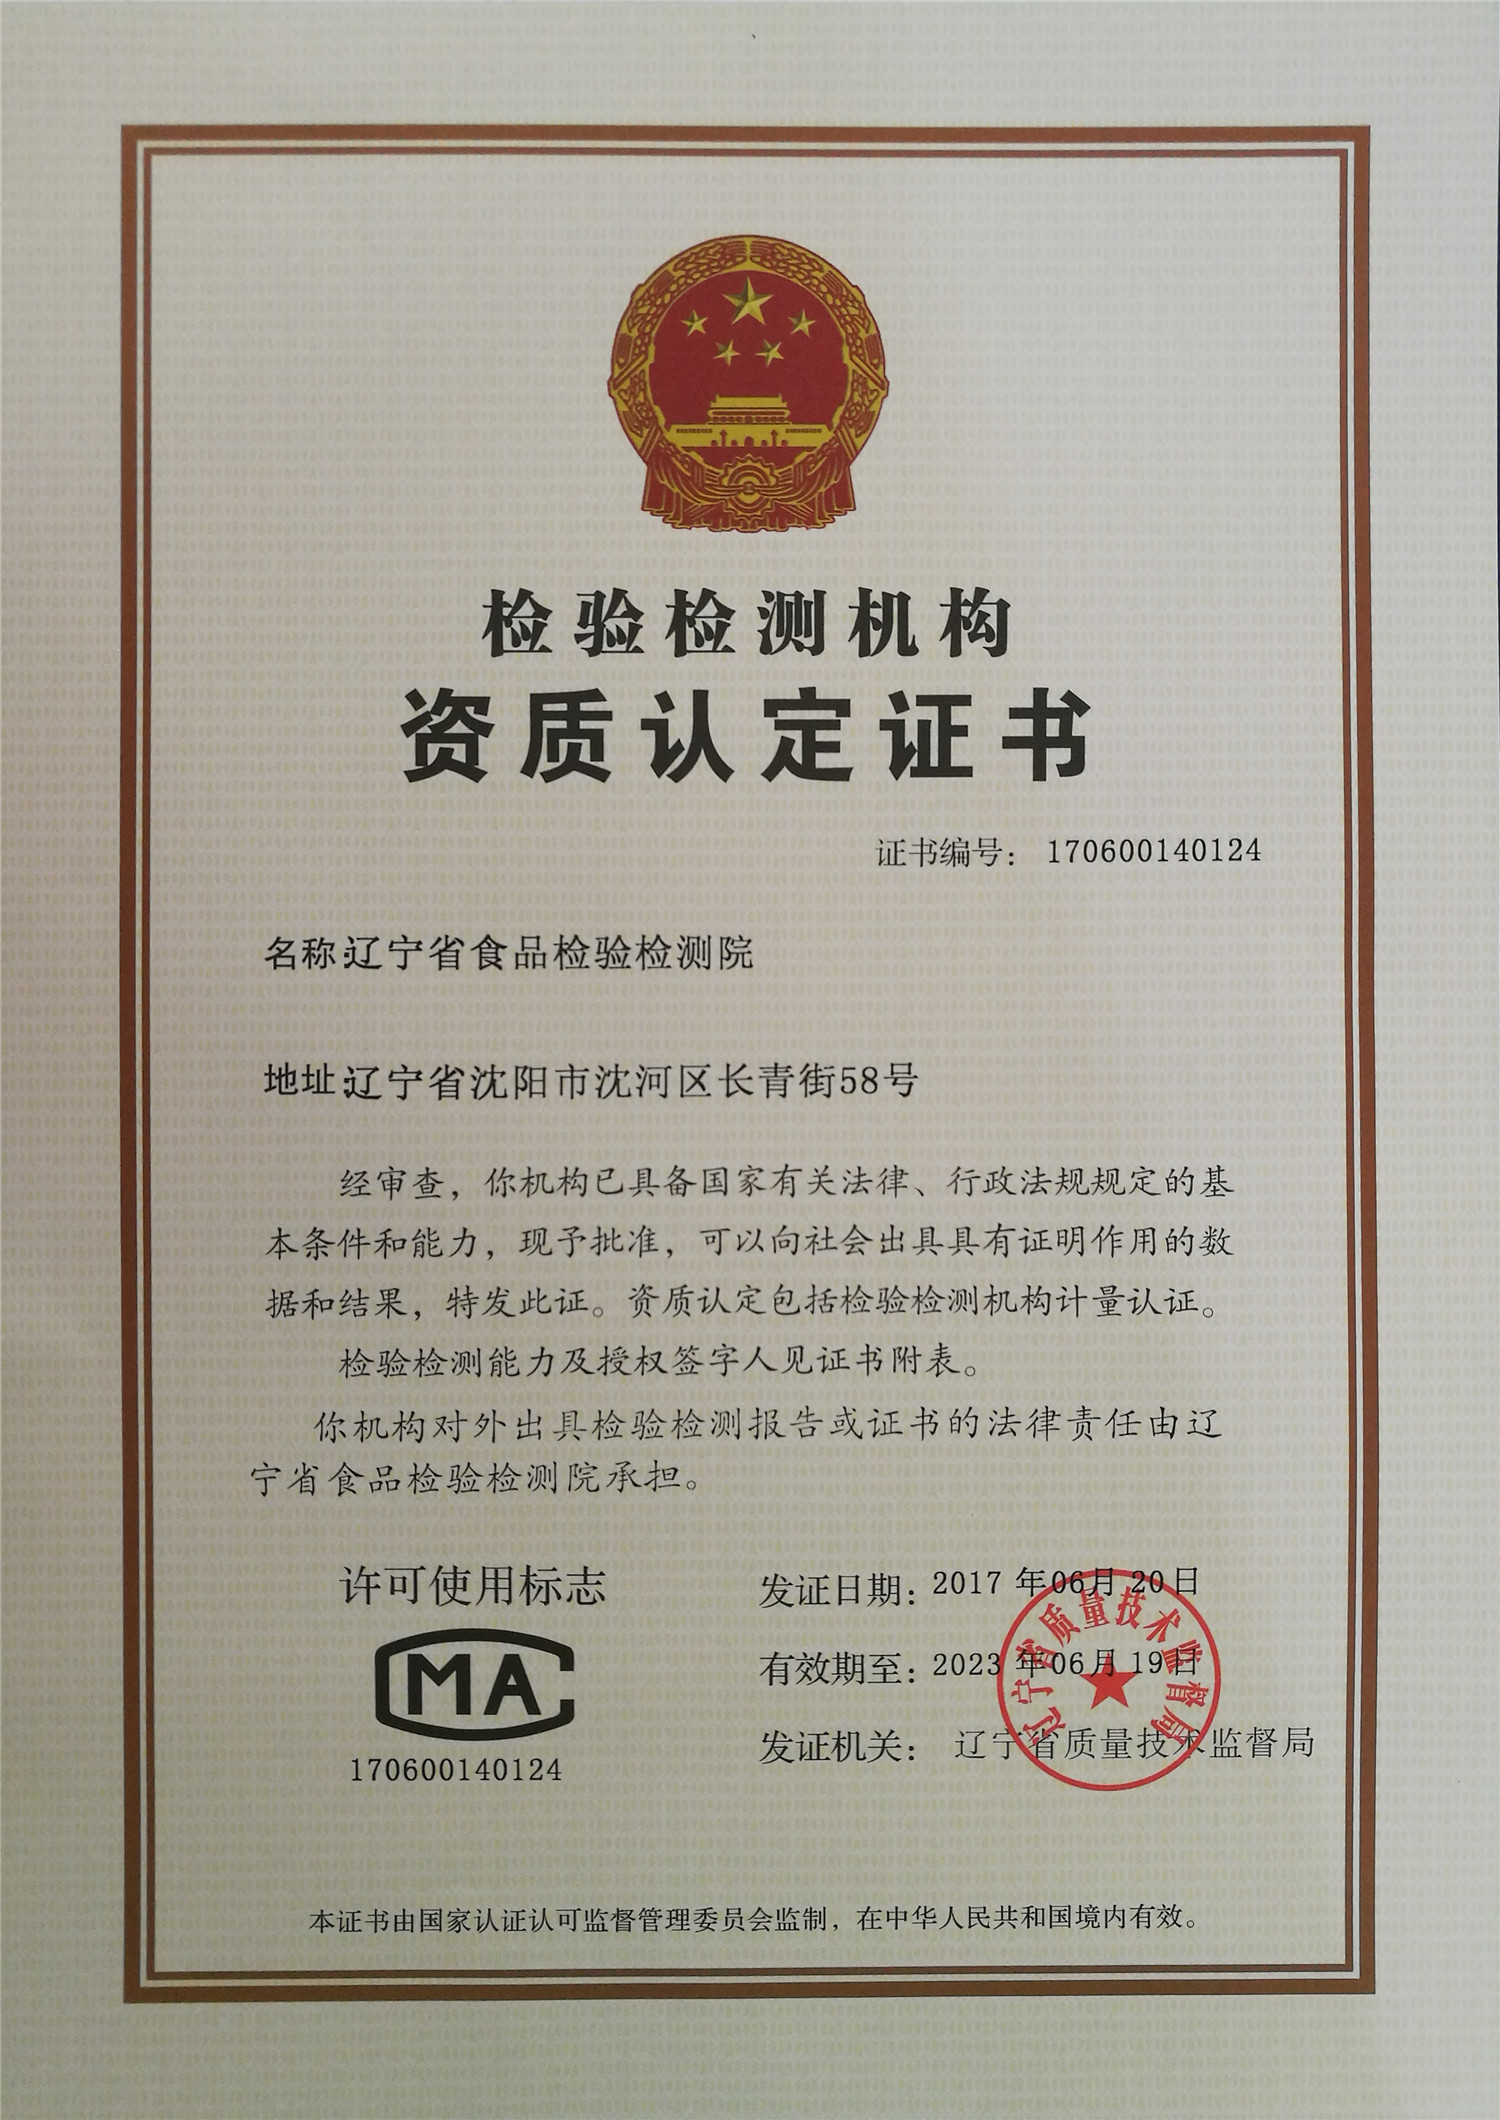 检验检测机构
资质认定证书
证书编号： 170600140124
名称:辽宁省食品检验检测院
地址:辽宁省沈阳市沈河区长青街58号
经审查，你机构已具备国家有关法律、行政法规规定的基
本条件和能力，现予批准，可以向社会出具具有证明作用的数
据和结果，特发此证。资质认定包括检验检测机构计量认证。
检验检测能力及授权签字人见证书附表。
你机构对外出具检验检测报告或证书的法律责任由辽
宁省食品检验检测院承担。
许可使用标志
MA
170600140124
发证日期：2017 年06月 20日
有效期至：2023 年06月 19日
发证机关： 辽宁省质量技术监督局
辽宁省质量技术监督局
本证书由国家认证认可监督管理委员会监制，在中华人民共和国境内有效。